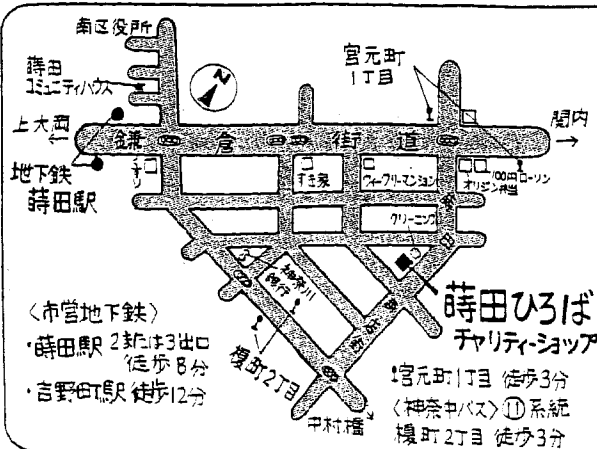 南区役所
蒔田
コミュニティハウス
N
宮元町
1丁目
上大岡
鎌倉街道
関内
地下鉄
蒔田駅
すき家
ウィークリーマンション
オリジン弁当
100円ローソン
クリーニング
神奈川
銀行
蒔田ひろば
チャリティーショップ
〈市営地下鉄〉
・蒔田駅 2または3出口
徒歩8分
・吉野町駅 徒歩12分
榎町2丁目
中村橋
宮元町1丁目 徒歩3分
〈神奈中バス〉⑪系統
榎町2丁目 徒歩3分